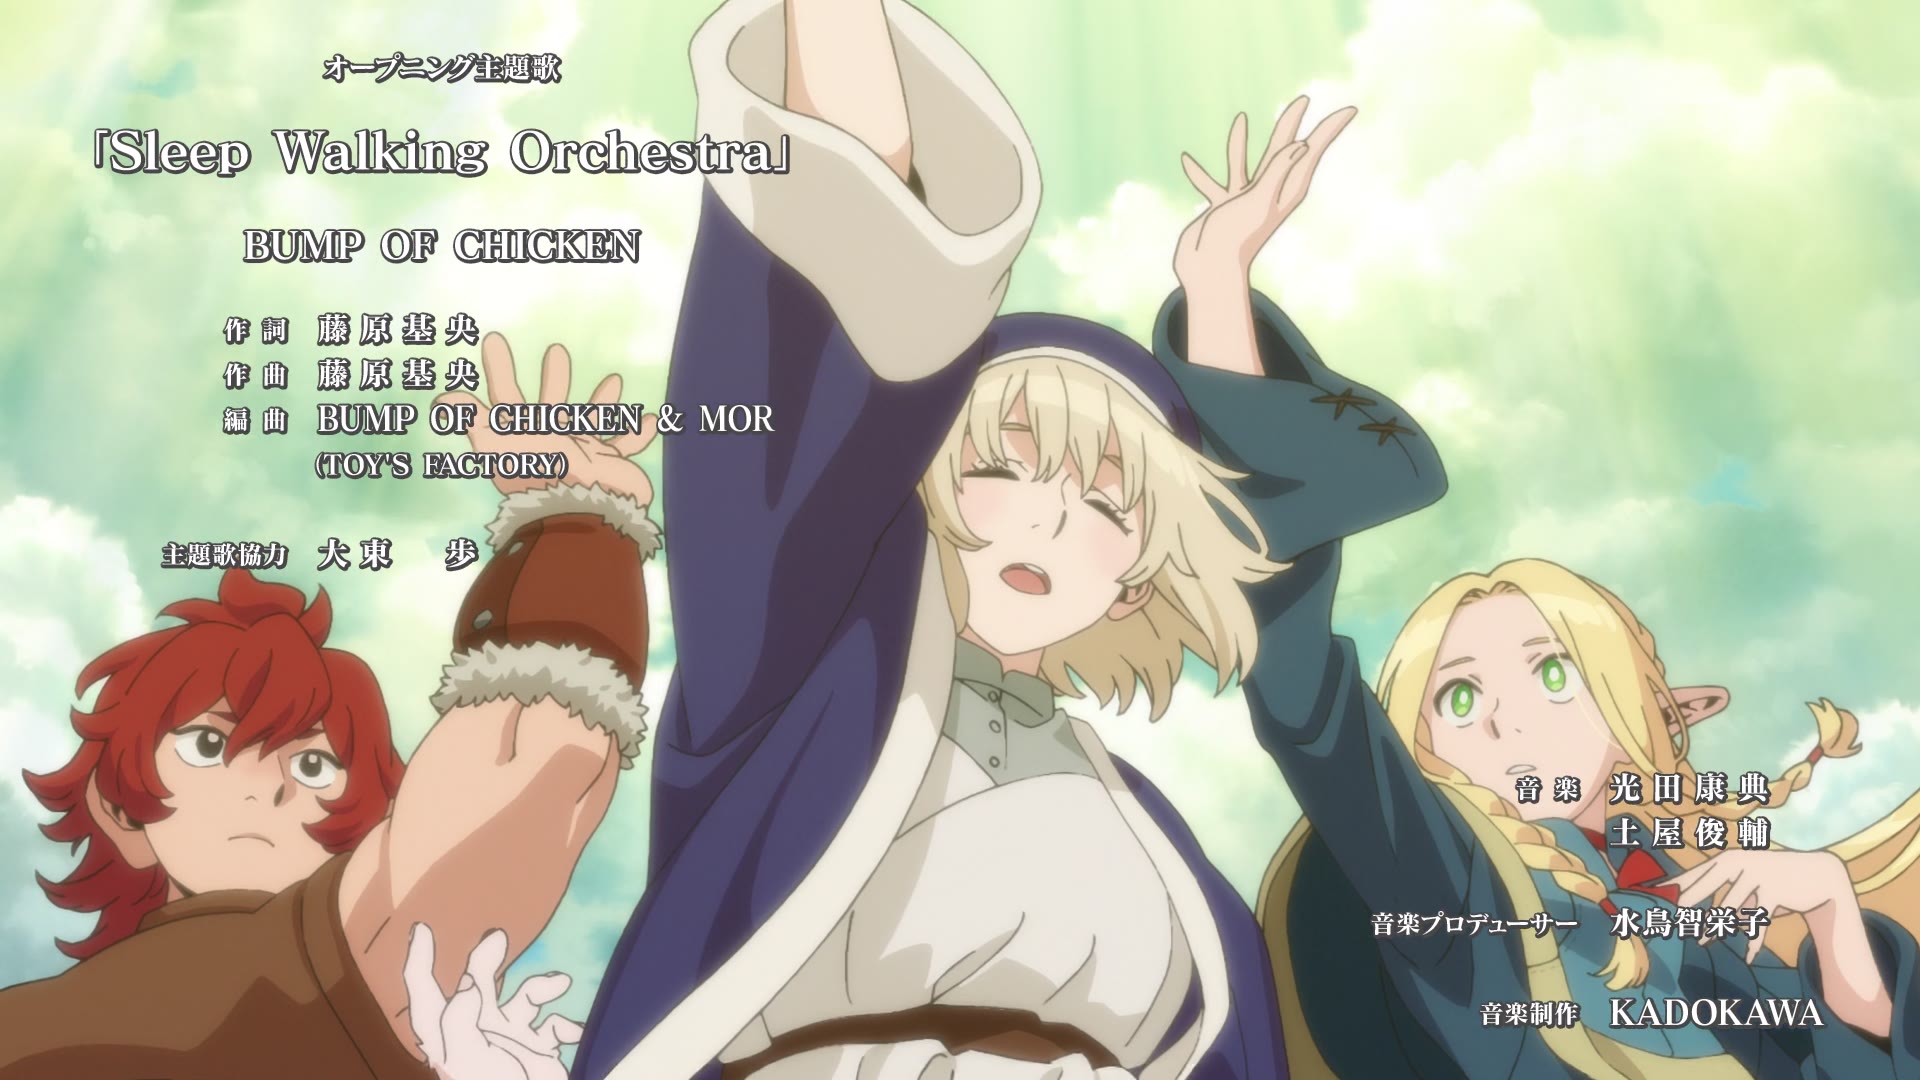 オープニング主題歌
「Sleep Walking Orchestra」
BUMP OF CHICKEN
作詞 藤原基央
作曲 藤原基央
編曲 BUMP OF CHICKEN & MOR
(TOY'S FACTORY)
主題歌協力 大東 歩
音楽 光田康典
土屋俊輔
音楽プロデューサー 水鳥智栄子
音楽制作 KADOKAWA